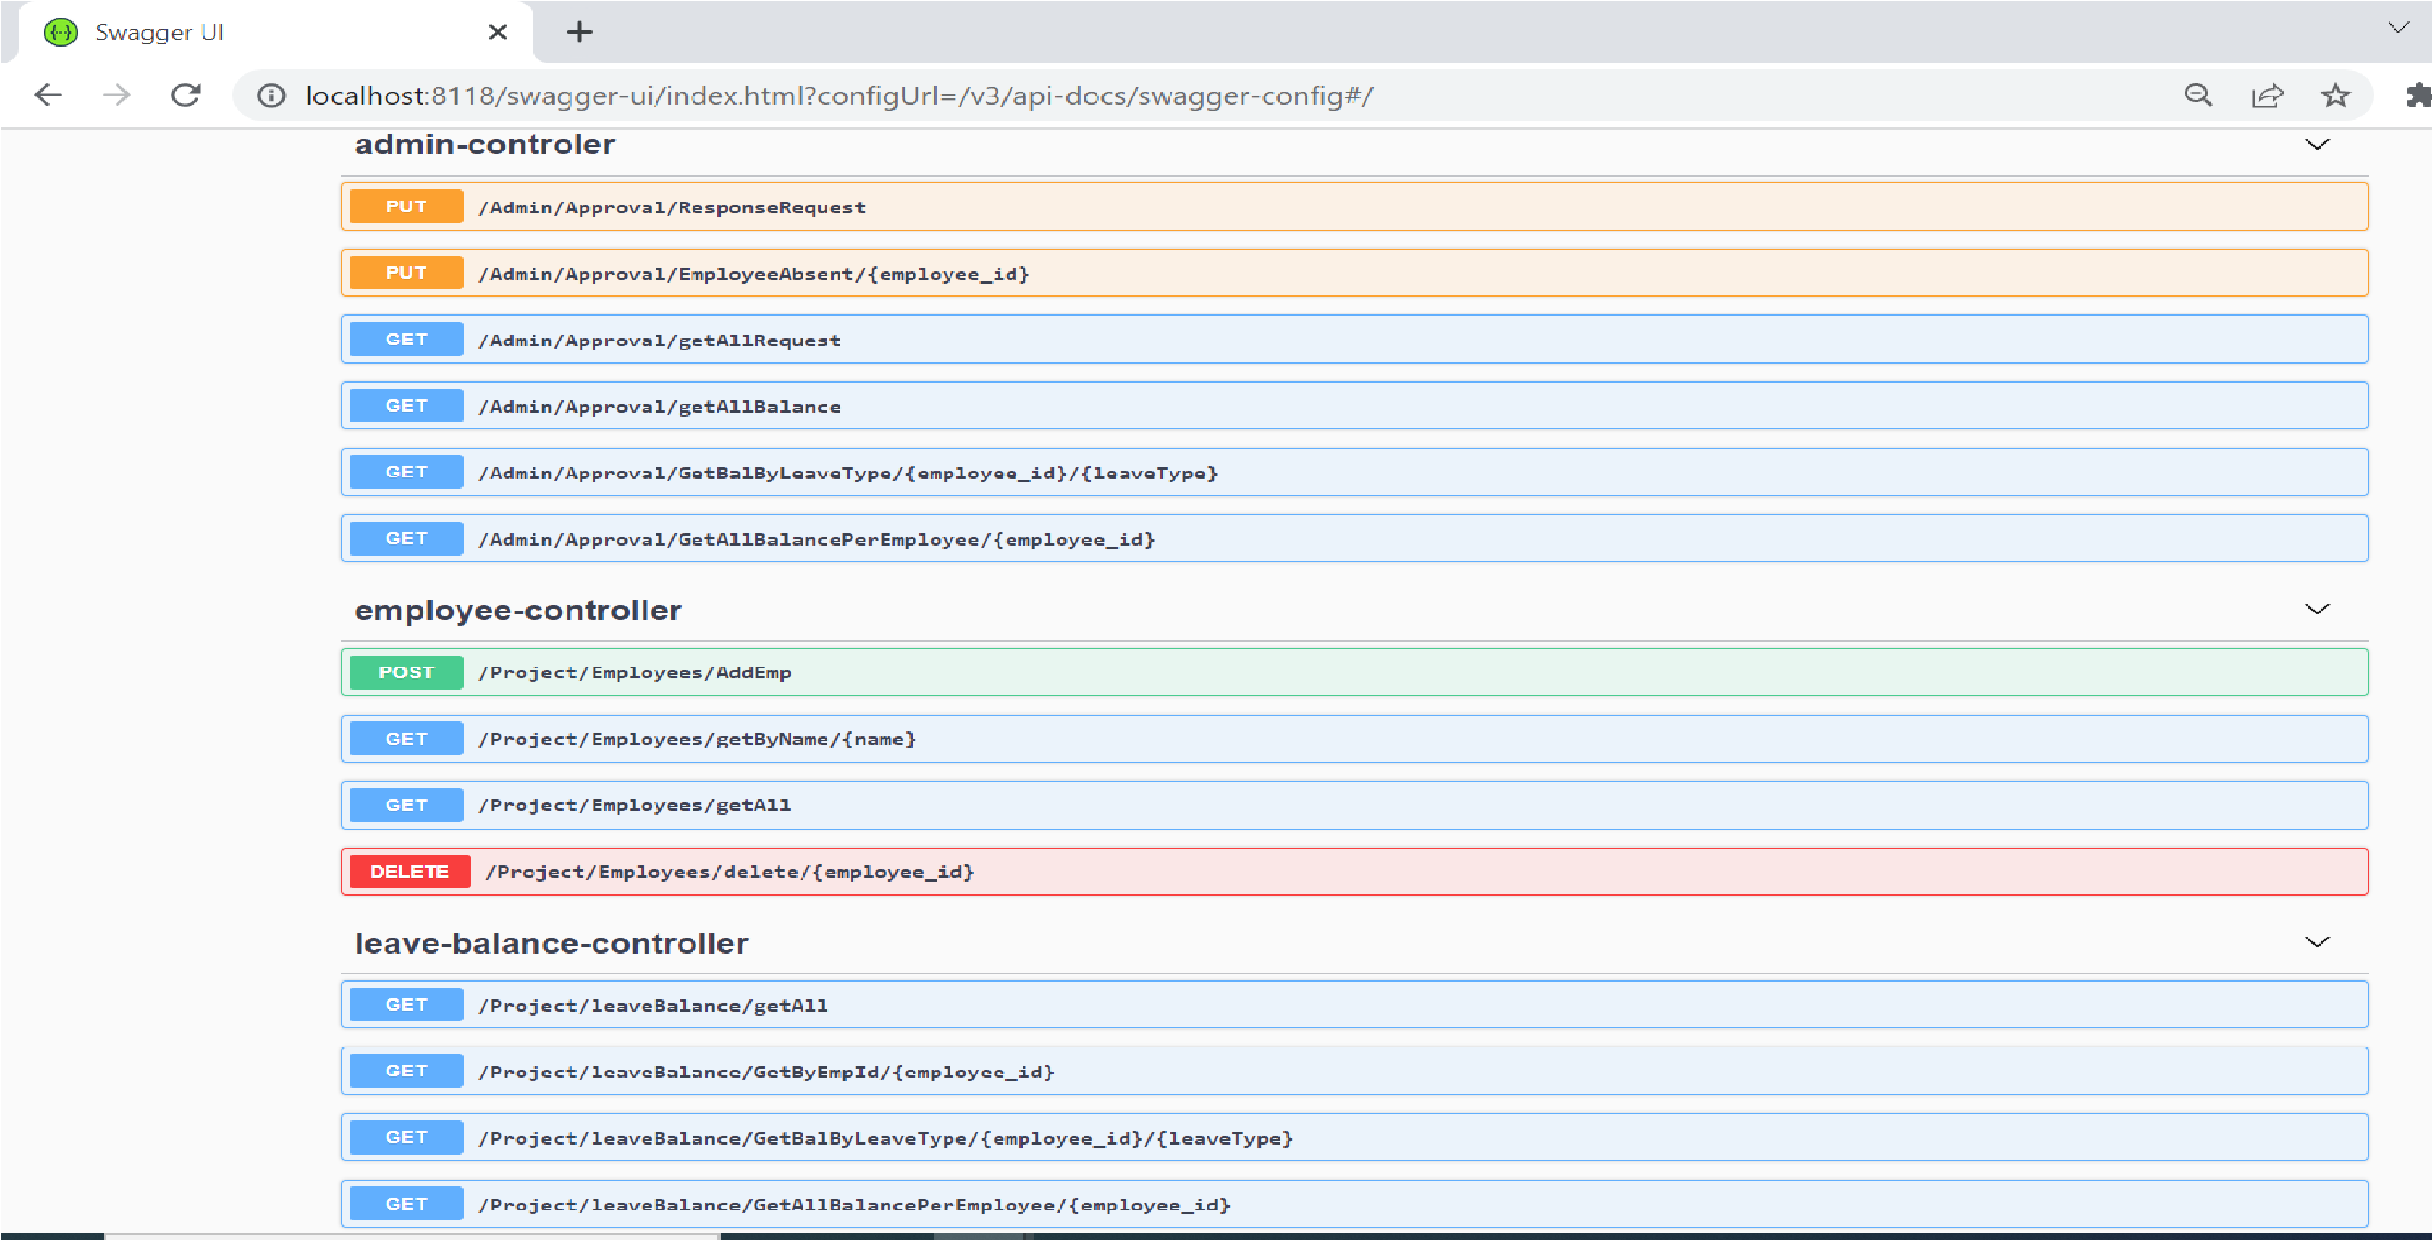 Swagger UI
localhost:8118/swagger-ui/index.html?configUrl=/v3/api-docs/swagger-config#/
admin-controler
PUT /Admin/Approval/ResponseRequest
PUT /Admin/Approval/EmployeeAbsent/{employee_id}
GET /Admin/Approval/getAllRequest
GET /Admin/Approval/getAllBalance
GET /Admin/Approval/GetBalByLeaveType/{employee_id}/{leaveType}
GET /Admin/Approval/GetAllBalancePerEmployee/{employee_id}
employee-controller
POST /Project/Employees/AddEmp
GET /Project/Employees/getByName/{name}
GET /Project/Employees/getAll
DELETE /Project/Employees/delete/{employee_id}
leave-balance-controller
GET /Project/leaveBalance/getAll
GET /Project/leaveBalance/GetByEmpId/{employee_id}
GET /Project/leaveBalance/GetBalByLeaveType/{employee_id}/{leaveType}
GET /Project/leaveBalance/GetAllBalancePerEmployee/{employee_id}